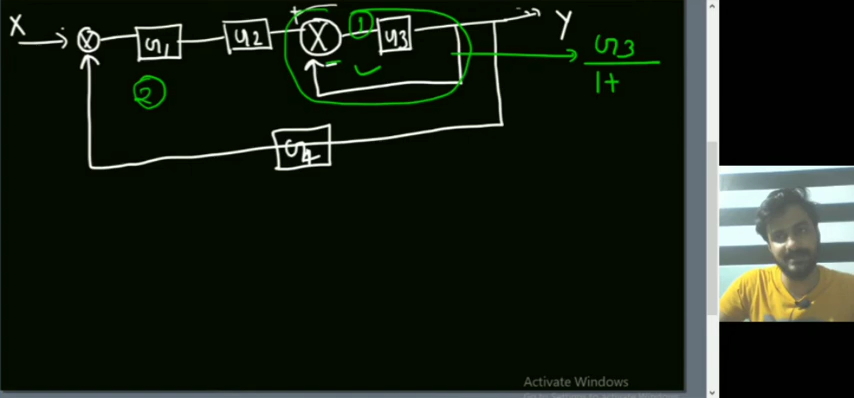 X
G1
G2
+
X
1
G3
Y
-
G3
1+
2
G4
Activate Windows